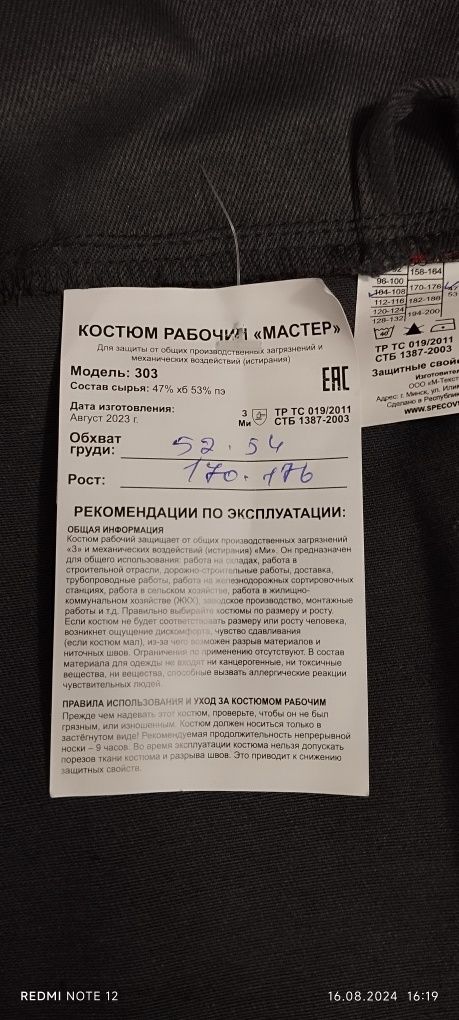 КОСТЮМ РАБОЧИЙ «МАСТЕР»
Для защиты от общих производственных загрязнений и
механических воздействий (истирания)
Модель: 303
Состав сырья: 47% хб 53% пэ
ЕАС
Дата изготовления:
Август 2023 г.
З
Ми
ТР ТС 019/2011
СТБ 1387-2003
Обхват
груди: 52.54
Рост: 170.176
РЕКОМЕНДАЦИИ ПО ЭКСПЛУАТАЦИИ:
ОБЩАЯ ИНФОРМАЦИЯ
Костюм рабочий защищает от общих производственных загрязнений
«З» и механических воздействий (истирания) «Ми». Он предназначен
для общего использования: работа на складах, работа в
строительной отрасли, дорожно-строительные работы, доставка,
трубопроводные работы, работа на железнодорожных сортировочных
станциях, работа в сельском хозяйстве, работа в жилищно-
коммунальном хозяйстве (ЖКХ), заводское производство, монтажные
работы и т.д. Правильно выбирайте костюмы по размеру и росту.
Если костюм не будет соответствовать размеру или росту человека,
возникнет ощущение дискомфорта, чувство сдавливания
(если костюм мал), из-за чего возможен разрыв материалов и
ниточных швов. Ограничения по применению отсутствуют. В состав
материала для одежды не входят ни канцерогенные, ни токсичные
вещества, ни вещества, способные вызвать аллергические реакции
чувствительных людей.
ПРАВИЛА ИСПОЛЬЗОВАНИЯ И УХОД ЗА КОСТЮМОМ РАБОЧИМ
Прежде чем надевать этот костюм, проверьте, чтобы он не был
грязным, или изношенным. Костюм должен носиться только в
застёгнутом виде! Рекомендуемая продолжительность непрерывной
носки – 9 часов. Во время эксплуатации костюма нельзя допускать
порезов ткани костюма и разрыва швов. Это приводит к снижению
защитных свойств.
158-164
96-100
104-108 170-176
112-116 182-188
120-124 194-200
128-132
ТР ТС 019/2011
СТБ 1387-2003
Защитные свой
Изготовител
ООО «М-Текст
Адрес: г. Минск, ул. Илим
Сделано в Республик
www.SPECOV
REDMI NOTE 12
16.08.2024 16:19